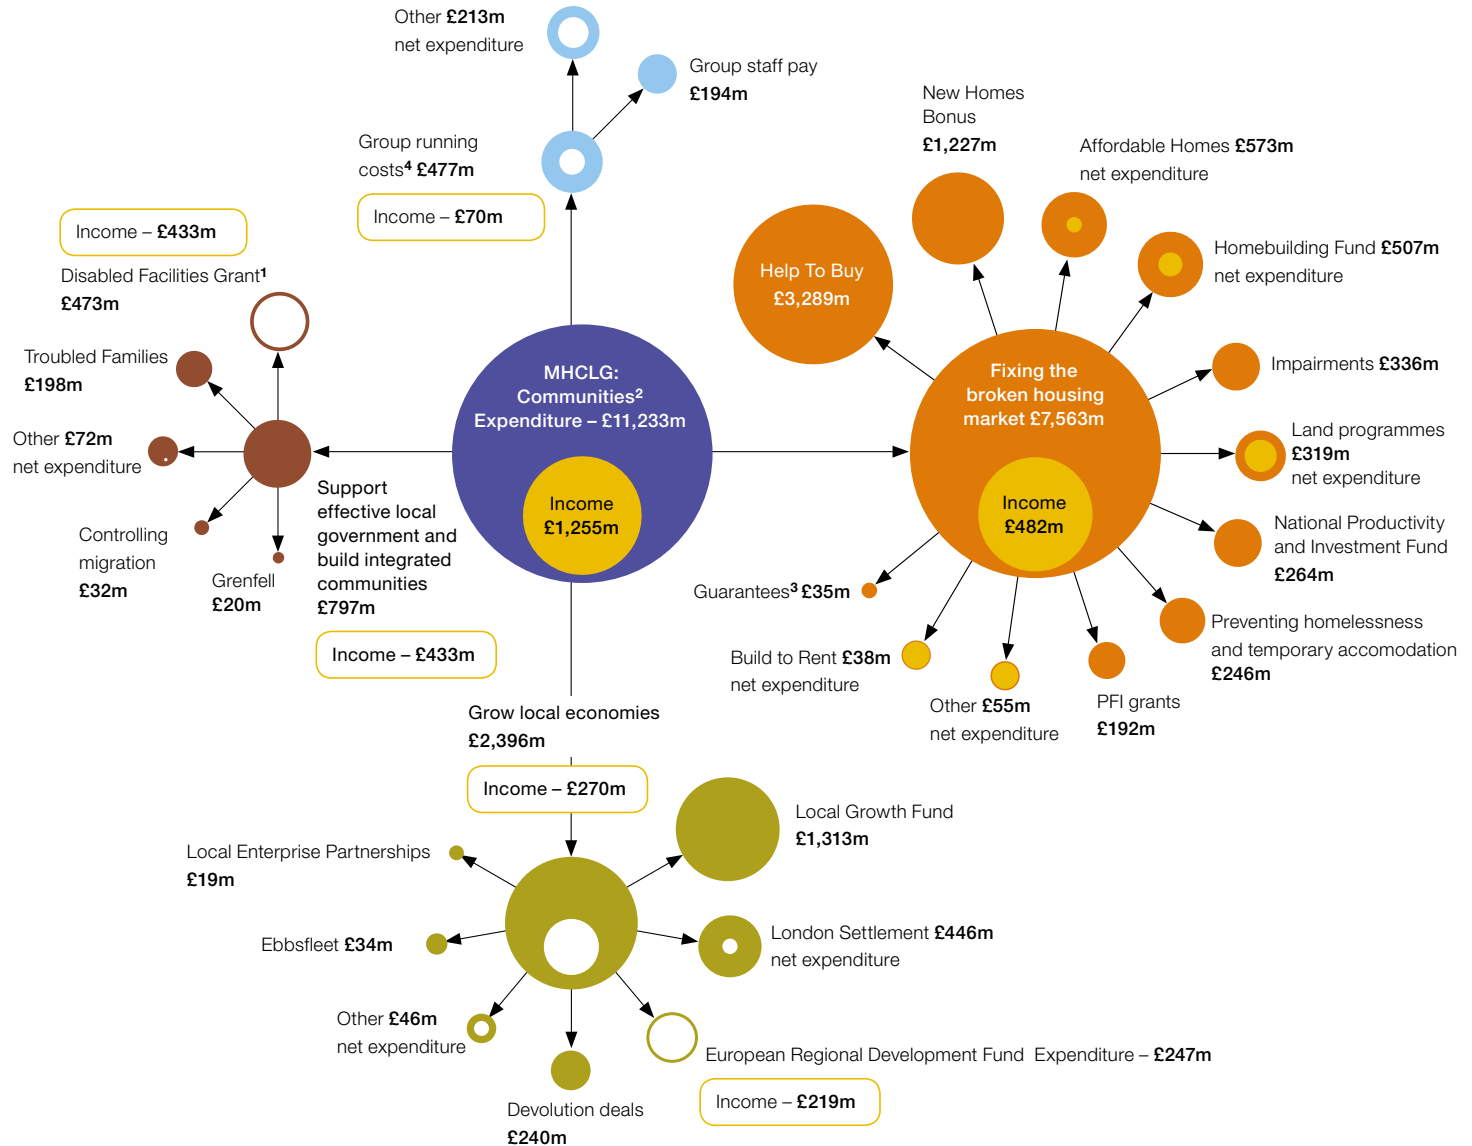 Other £213m
net expenditure
Group staff pay
£194m
Group running
costs⁴ £477m
Income – £70m
Income – £433m
Disabled Facilities Grant¹
£473m
Troubled Families
£198m
Other £72m
net expenditure
Controlling
migration
£32m
Grenfell
£20m
Support
effective local
government and
build integrated
communities
£797m
Income – £433m
MHCLG:
Communities²
Expenditure – £11,233m
Income
£1,255m
New Homes
Bonus
£1,227m
Affordable Homes £573m
net expenditure
Help To Buy
£3,289m
Homebuilding Fund £507m
net expenditure
Fixing the
broken housing
market £7,563m
Income
£482m
Impairments £336m
Land programmes
£319m
net expenditure
National Productivity
and Investment Fund
£264m
Preventing homelessness
and temporary accomodation
£246m
PFI grants
£192m
Other £55m
net expenditure
Build to Rent £38m
net expenditure
Guarantees³ £35m
Grow local economies
£2,396m
Income – £270m
Local Growth Fund
£1,313m
London Settlement £446m
net expenditure
European Regional Development Fund Expenditure – £247m
Income – £219m
Devolution deals
£240m
Other £46m
net expenditure
Ebbsfleet £34m
Local Enterprise Partnerships
£19m